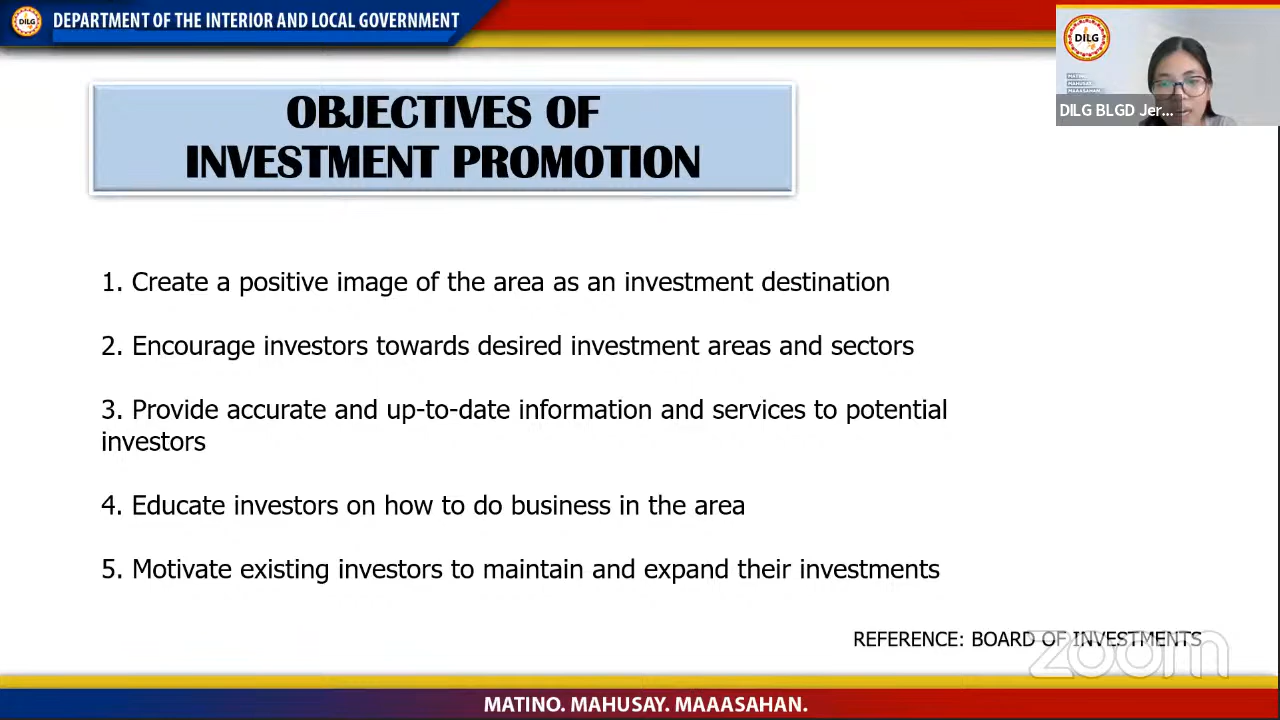 DILG
DEPARTMENT OF THE INTERIOR AND LOCAL GOVERNMENT
DILG
MAHUSAY.
MAAASAHAN.
DILG BLGD Jer...
OBJECTIVES OF
INVESTMENT PROMOTION
1. Create a positive image of the area as an investment destination
2. Encourage investors towards desired investment areas and sectors
3. Provide accurate and up-to-date information and services to potential
investors
4. Educate investors on how to do business in the area
5. Motivate existing investors to maintain and expand their investments
REFERENCE: BOARD OF INVESTMENTS
zoom
MATINO. MAHUSAY. MAAASAHAN.